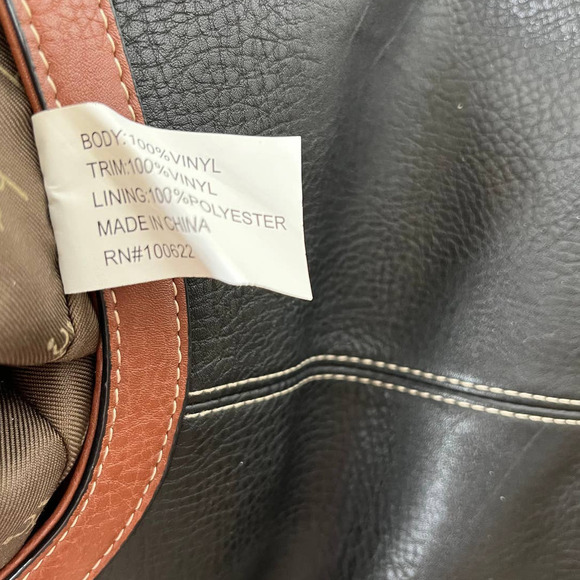 BODY: 100%VINYL
TRIM:100%VINYL
LINING:100%POLYESTER
MADE IN CHINA
RN#100622